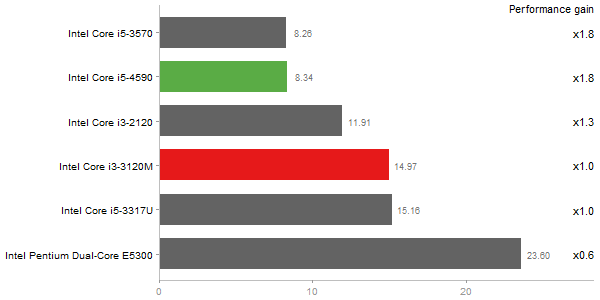 Performance gain
Intel Core i5-3570 8.26 x1.8
Intel Core i5-4590 8.34 x1.8
Intel Core i3-2120 11.91 x1.3
Intel Core i3-3120M 14.97 x1.0
Intel Core i5-3317U 15.16 x1.0
Intel Pentium Dual-Core E5300 23.60 x0.6
0 10 20